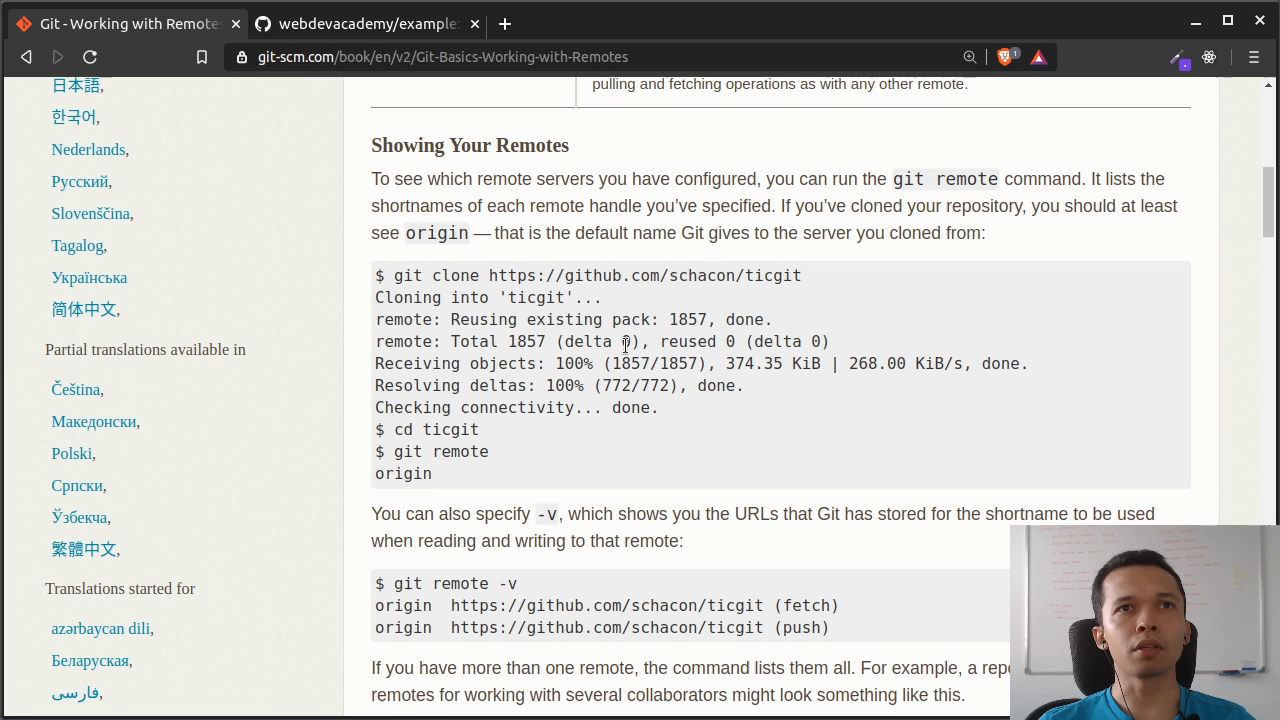 Git - Working with Remotes
webdevacademy/example
git-scm.com/book/en/v2/Git-Basics-Working-with-Remotes
1
日本語,
한국어,
Nederlands,
Русский,
Slovenščina,
Tagalog,
Українська
简体中文,
Partial translations available in
Čeština,
Македонски,
Polski,
Српски,
Ўзбекча,
繁體中文,
Translations started for
azərbaycan dili,
Беларуская,
فارسی,
pulling and fetching operations as with any other remote.
Showing Your Remotes
To see which remote servers you have configured, you can run the git remote command. It lists the
shortnames of each remote handle you’ve specified. If you’ve cloned your repository, you should at least
see origin — that is the default name Git gives to the server you cloned from:
$ git clone https://github.com/schacon/ticgit
Cloning into 'ticgit'...
remote: Reusing existing pack: 1857, done.
remote: Total 1857 (delta 0), reused 0 (delta 0)
Receiving objects: 100% (1857/1857), 374.35 KiB | 268.00 KiB/s, done.
Resolving deltas: 100% (772/772), done.
Checking connectivity... done.
$ cd ticgit
$ git remote
origin
You can also specify -v, which shows you the URLs that Git has stored for the shortname to be used
when reading and writing to that remote:
$ git remote -v
origin  https://github.com/schacon/ticgit (fetch)
origin  https://github.com/schacon/ticgit (push)
If you have more than one remote, the command lists them all. For example, a
remotes for working with several collaborators might look something like this.